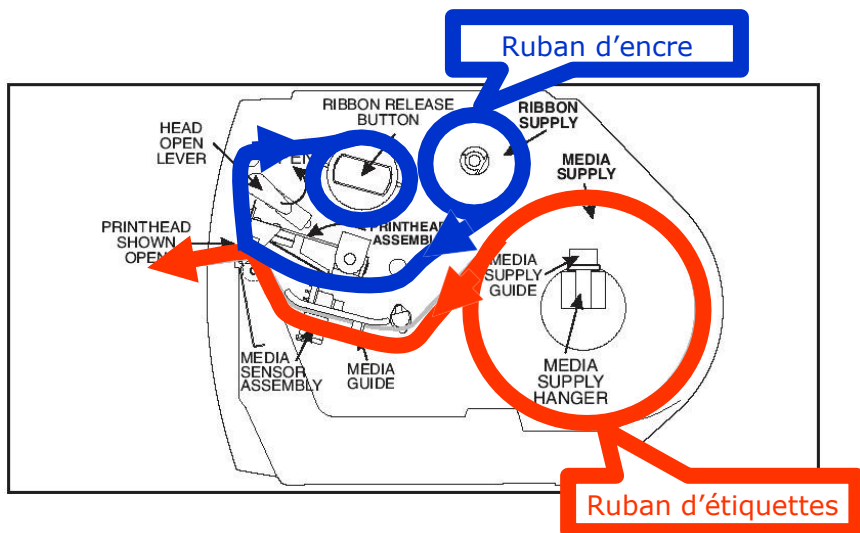 Ruban d’encre
RIBBON RELEASE
BUTTON
RIBBON
SUPPLY
HEAD
OPEN
LEVER
MEDIA
SUPPLY
PRINTHEAD
SHOWN
OPEN
PRINTHEAD
ASSEMBLY
MEDIA
SUPPLY
GUIDE
MEDIA
SENSOR
ASSEMBLY
MEDIA
GUIDE
MEDIA
SUPPLY
HANGER
Ruban d’étiquettes